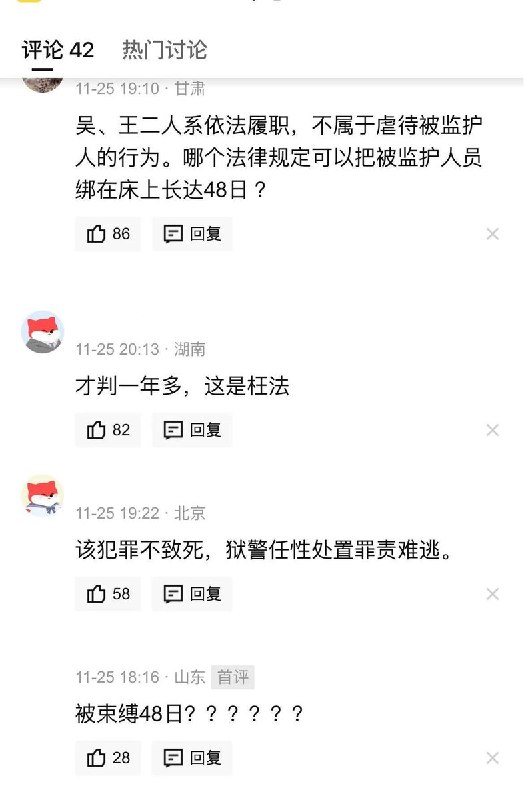 评论 42 热门讨论
11-25 19:10 · 甘肃
吴、王二人系依法履职，不属于虐待被监护
人的行为。哪个法律规定可以把被监护人员
绑在床上长达48日？
86 回复
11-25 20:13 · 湖南
才判一年多，这是枉法
82 回复
11-25 19:22 · 北京
该犯罪不致死，狱警任性处置罪责难逃。
58 回复
11-25 18:16 · 山东 首评
被束缚48日？？？？？？
28 回复